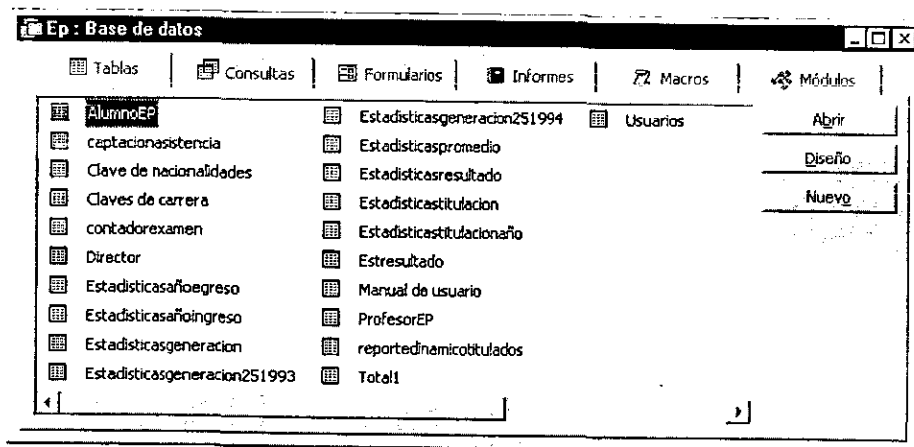 Ep : Base de datos
Tablas Consultas Formularios Informes Macros Módulos
AlumnoEP
captacionasistencia
Clave de nacionalidades
Claves de carrera
contadorexamen
Director
Estadisticasañoegreso
Estadisticasañoingreso
Estadisticasgeneracion
Estadisticasgeneracion251993
Estadisticasgeneracion251994
Estadisticaspromedio
Estadisticasresultado
Estadisticastitulacion
Estadisticastitulacionaño
Estresultado
Manual de usuario
ProfesorEP
reportedinamicotitulados
Total1
Usuarios
Abrir
Diseño
Nuevo